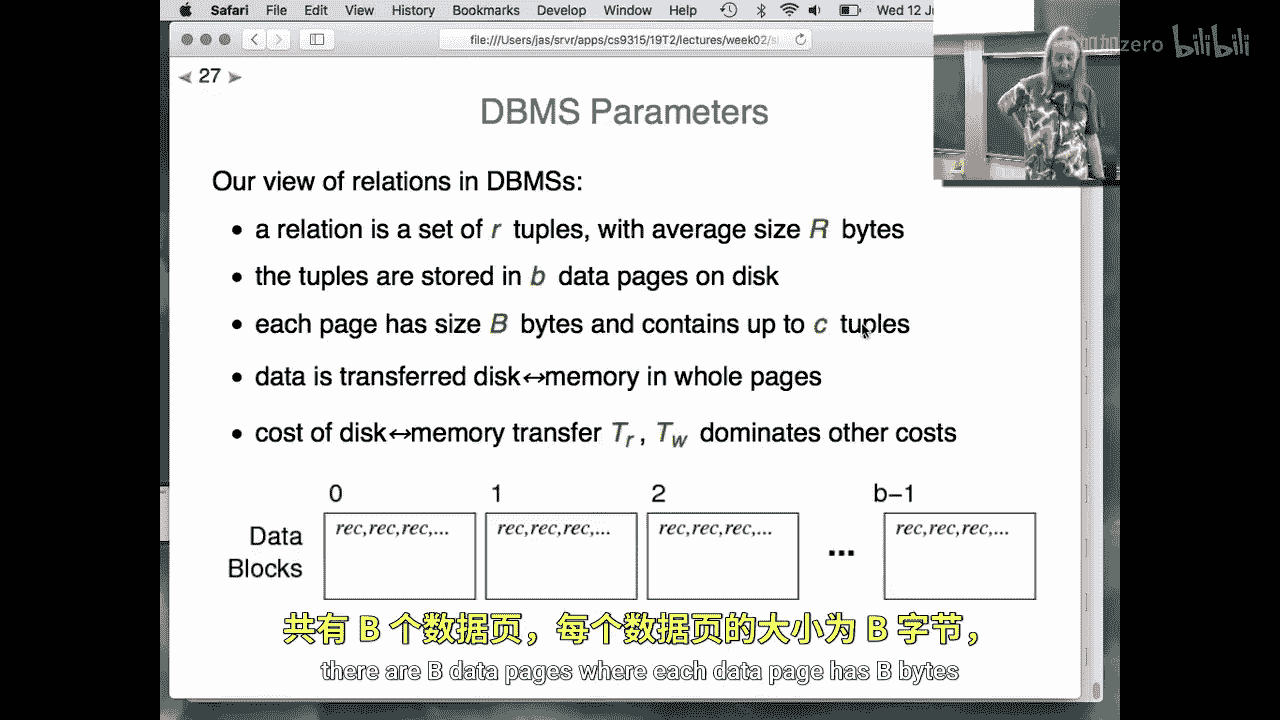 Safari File Edit View History Bookmarks Develop Window Help Wed 12
file:///Users/jas/srvr/apps/cs9315/19T2/lectures/week02/
zero bilibili
27
DBMS Parameters
Our view of relations in DBMSs:
• a relation is a set of r tuples, with average size R bytes
• the tuples are stored in b data pages on disk
• each page has size B bytes and contains up to c tuples
• data is transferred disk↔memory in whole pages
• cost of disk↔memory transfer Tr, Tw dominates other costs
0 1 2 b−1
Data
Blocks
rec,rec,rec,... rec,rec,rec,... rec,rec,rec,... ... rec,rec,rec,...
共有 B 个数据页，每个数据页的大小为 B 字节，
there are B data pages where each data page has B bytes